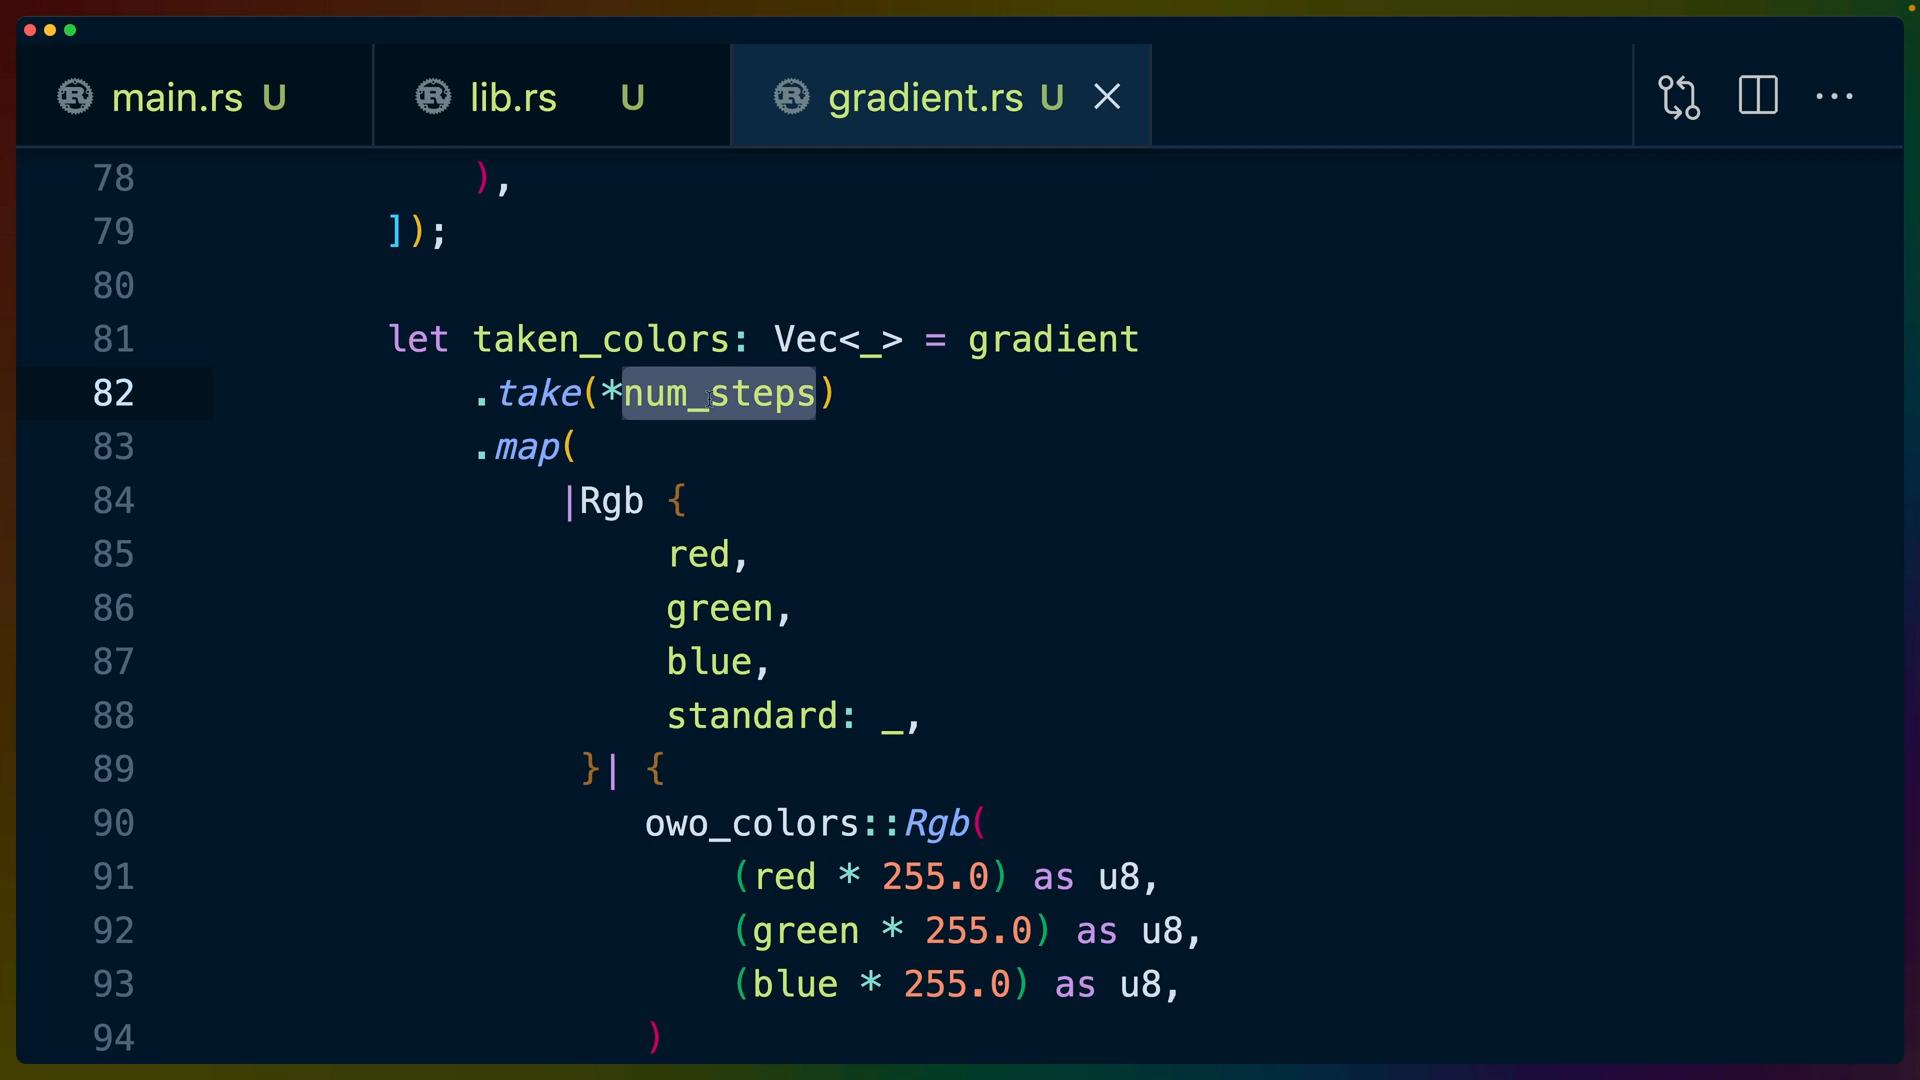 main.rs U lib.rs U gradient.rs U
78 ),
79 ]);
80
81 let taken_colors: Vec<_> = gradient
82 .take(*num_steps)
83 .map(
84 |Rgb {
85 red,
86 green,
87 blue,
88 standard: _,
89 }| {
90 owo_colors::Rgb(
91 (red * 255.0) as u8,
92 (green * 255.0) as u8,
93 (blue * 255.0) as u8,
94 )